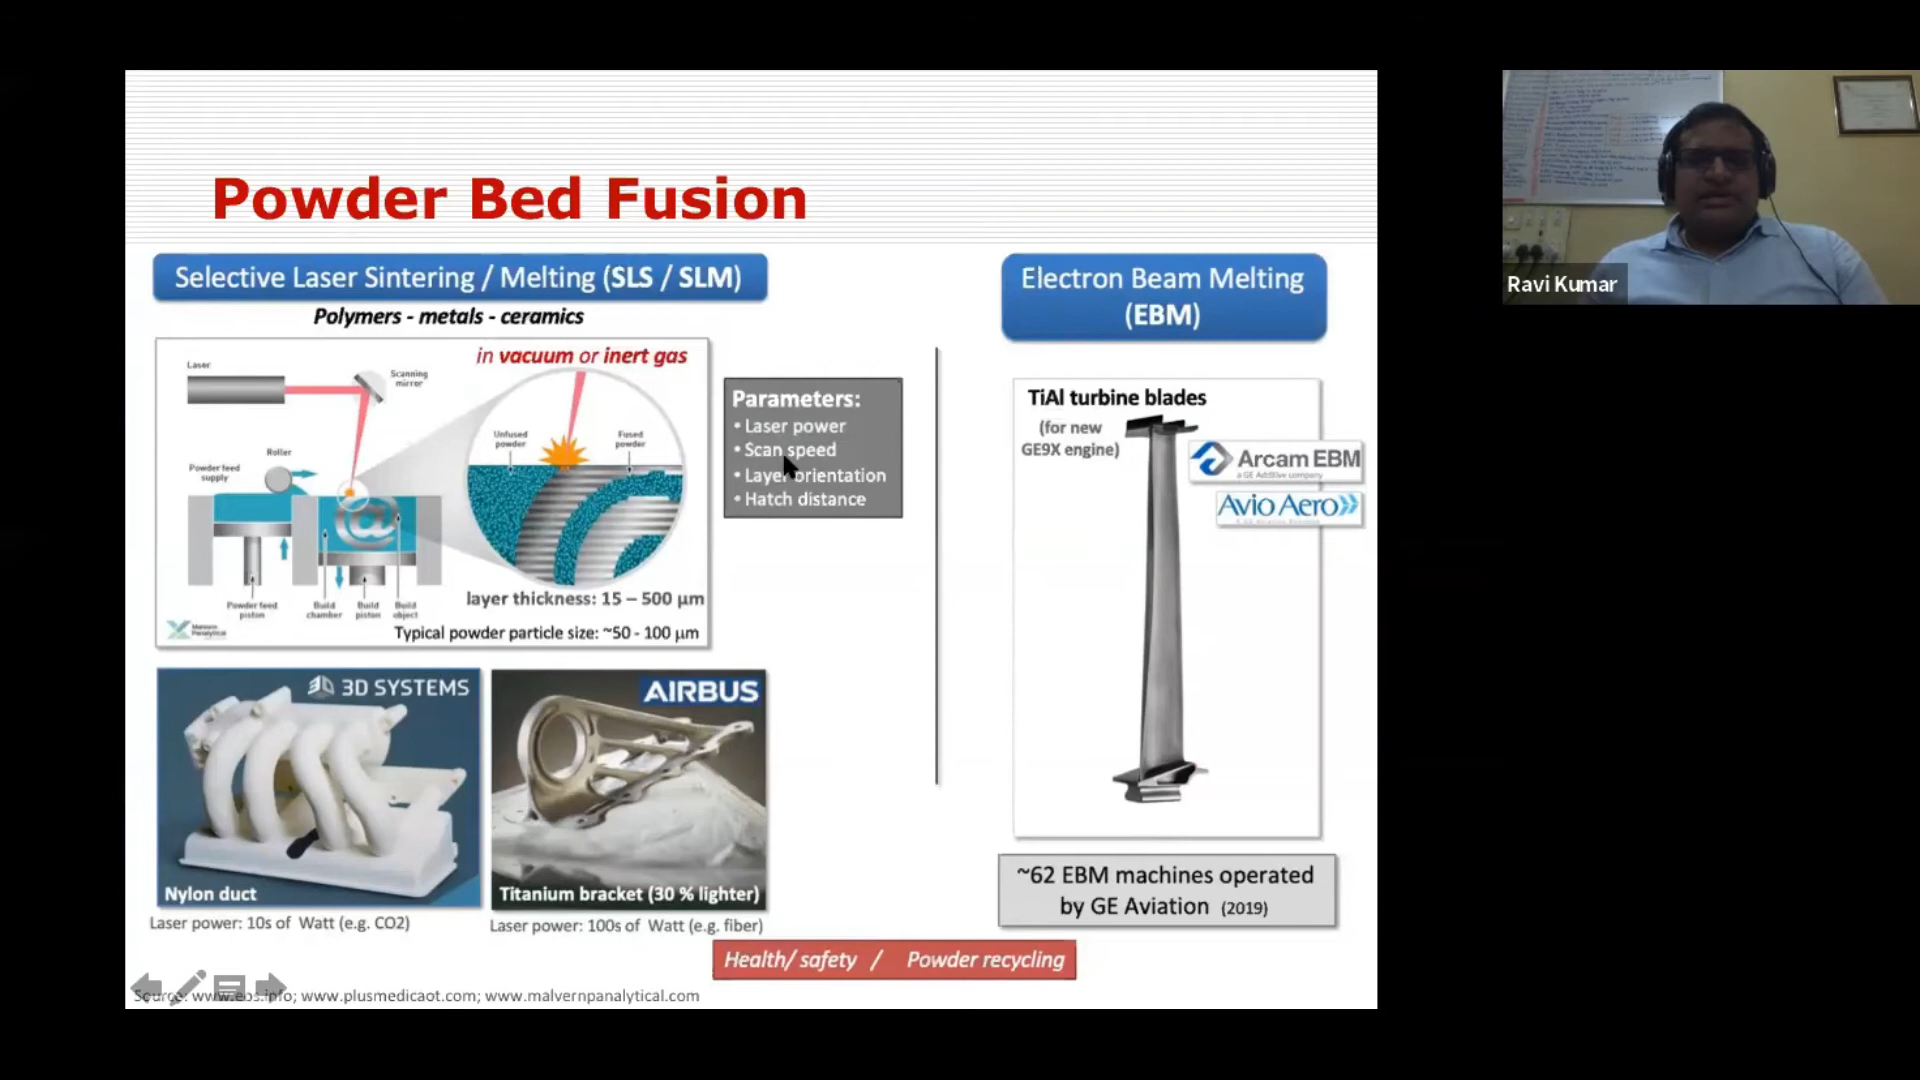 Powder Bed Fusion
Selective Laser Sintering / Melting (SLS / SLM)
Polymers - metals - ceramics
in vacuum or inert gas
Laser
Scanning
mirror
Unfused
powder
Fused
powder
Roller
Powder feed
supply
Powder feed
piston
Build
chamber
Build
piston
Build
object
layer thickness: 15 – 500 µm
Typical powder particle size: ~50 - 100 µm
Malvern
Panalytical
Parameters:
• Laser power
• Scan speed
• Layer orientation
• Hatch distance
3D SYSTEMS
Nylon duct
Laser power: 10s of Watt (e.g. CO2)
AIRBUS
Titanium bracket (30 % lighter)
Laser power: 100s of Watt (e.g. fiber)
Electron Beam Melting
(EBM)
TiAl turbine blades
(for new
GE9X engine)
Arcam EBM
a GE Additive company
Avio Aero
~62 EBM machines operated
by GE Aviation (2019)
Health/ safety / Powder recycling
Source: www.eos.info; www.plusmedicaot.com; www.malvernpanalytical.com
Ravi Kumar